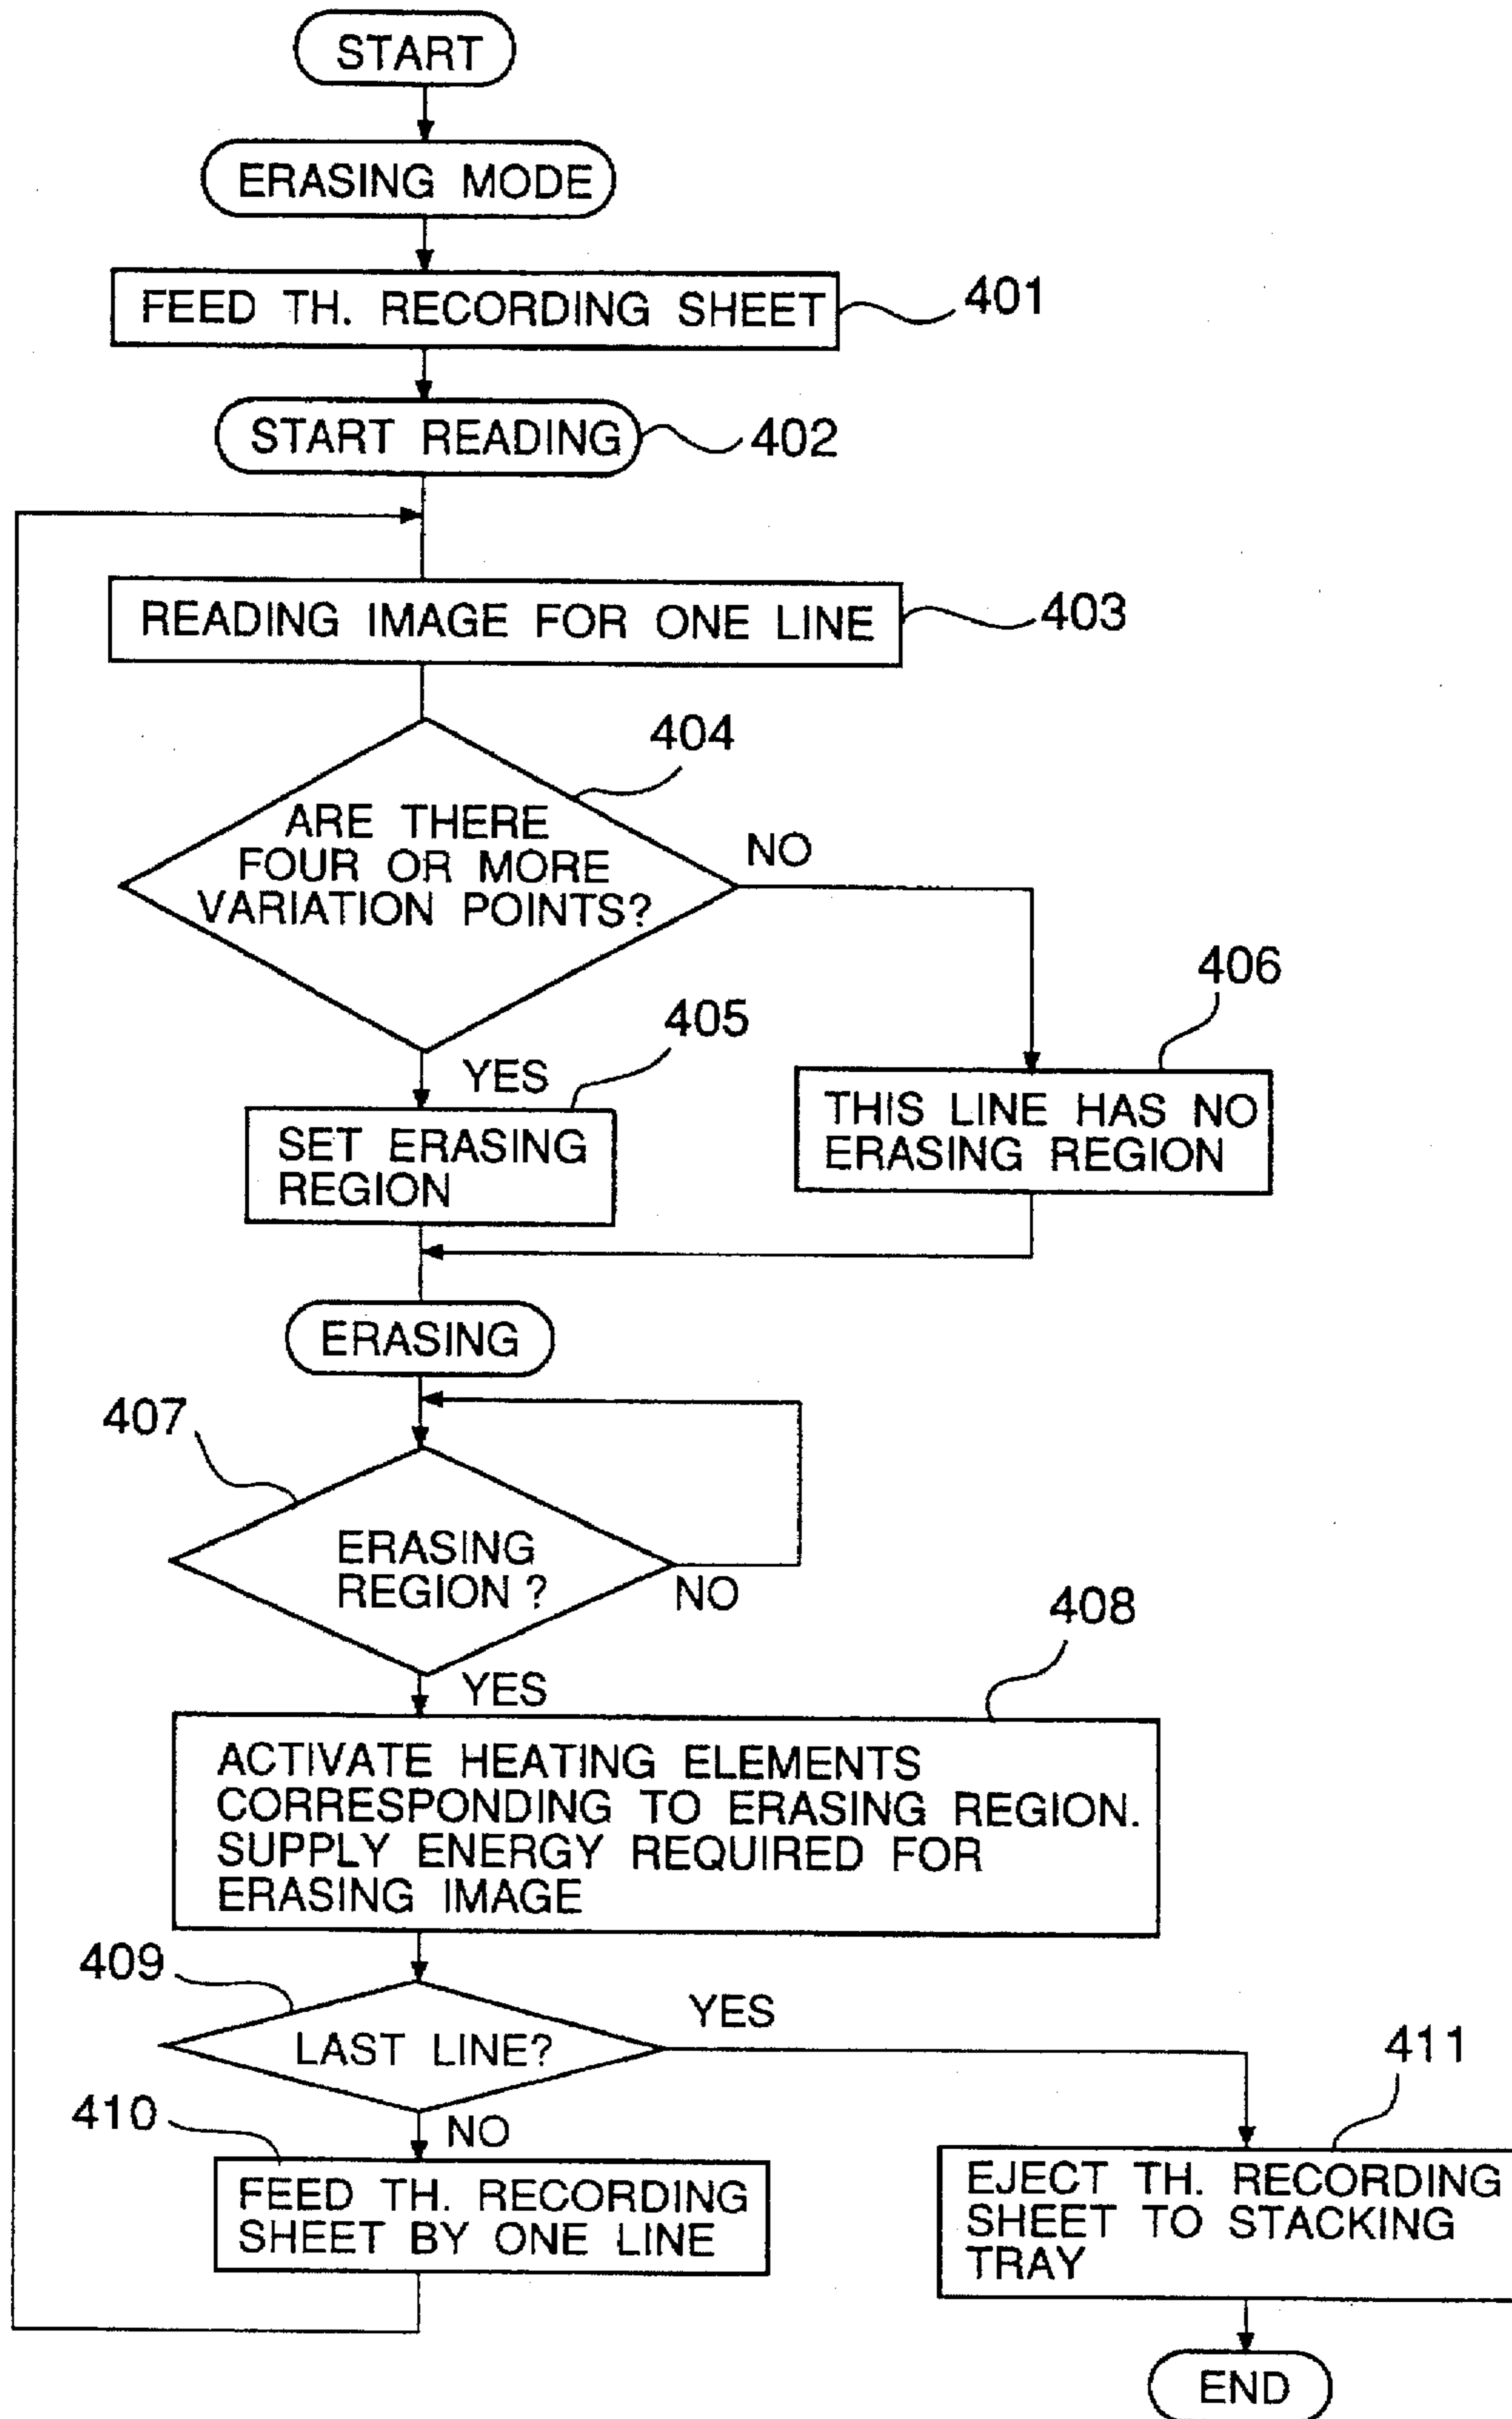 START
ERASING MODE
FEED TH. RECORDING SHEET
401
START READING
402
READING IMAGE FOR ONE LINE
403
404
ARE THERE
FOUR OR MORE
VARIATION POINTS?
NO
YES
405
406
SET ERASING
REGION
THIS LINE HAS NO
ERASING REGION
ERASING
407
ERASING
REGION ?
NO
YES
408
ACTIVATE HEATING ELEMENTS
CORRESPONDING TO ERASING REGION.
SUPPLY ENERGY REQUIRED FOR
ERASING IMAGE
409
LAST LINE?
YES
NO
410
FEED TH. RECORDING
SHEET BY ONE LINE
411
EJECT TH. RECORDING
SHEET TO STACKING
TRAY
END